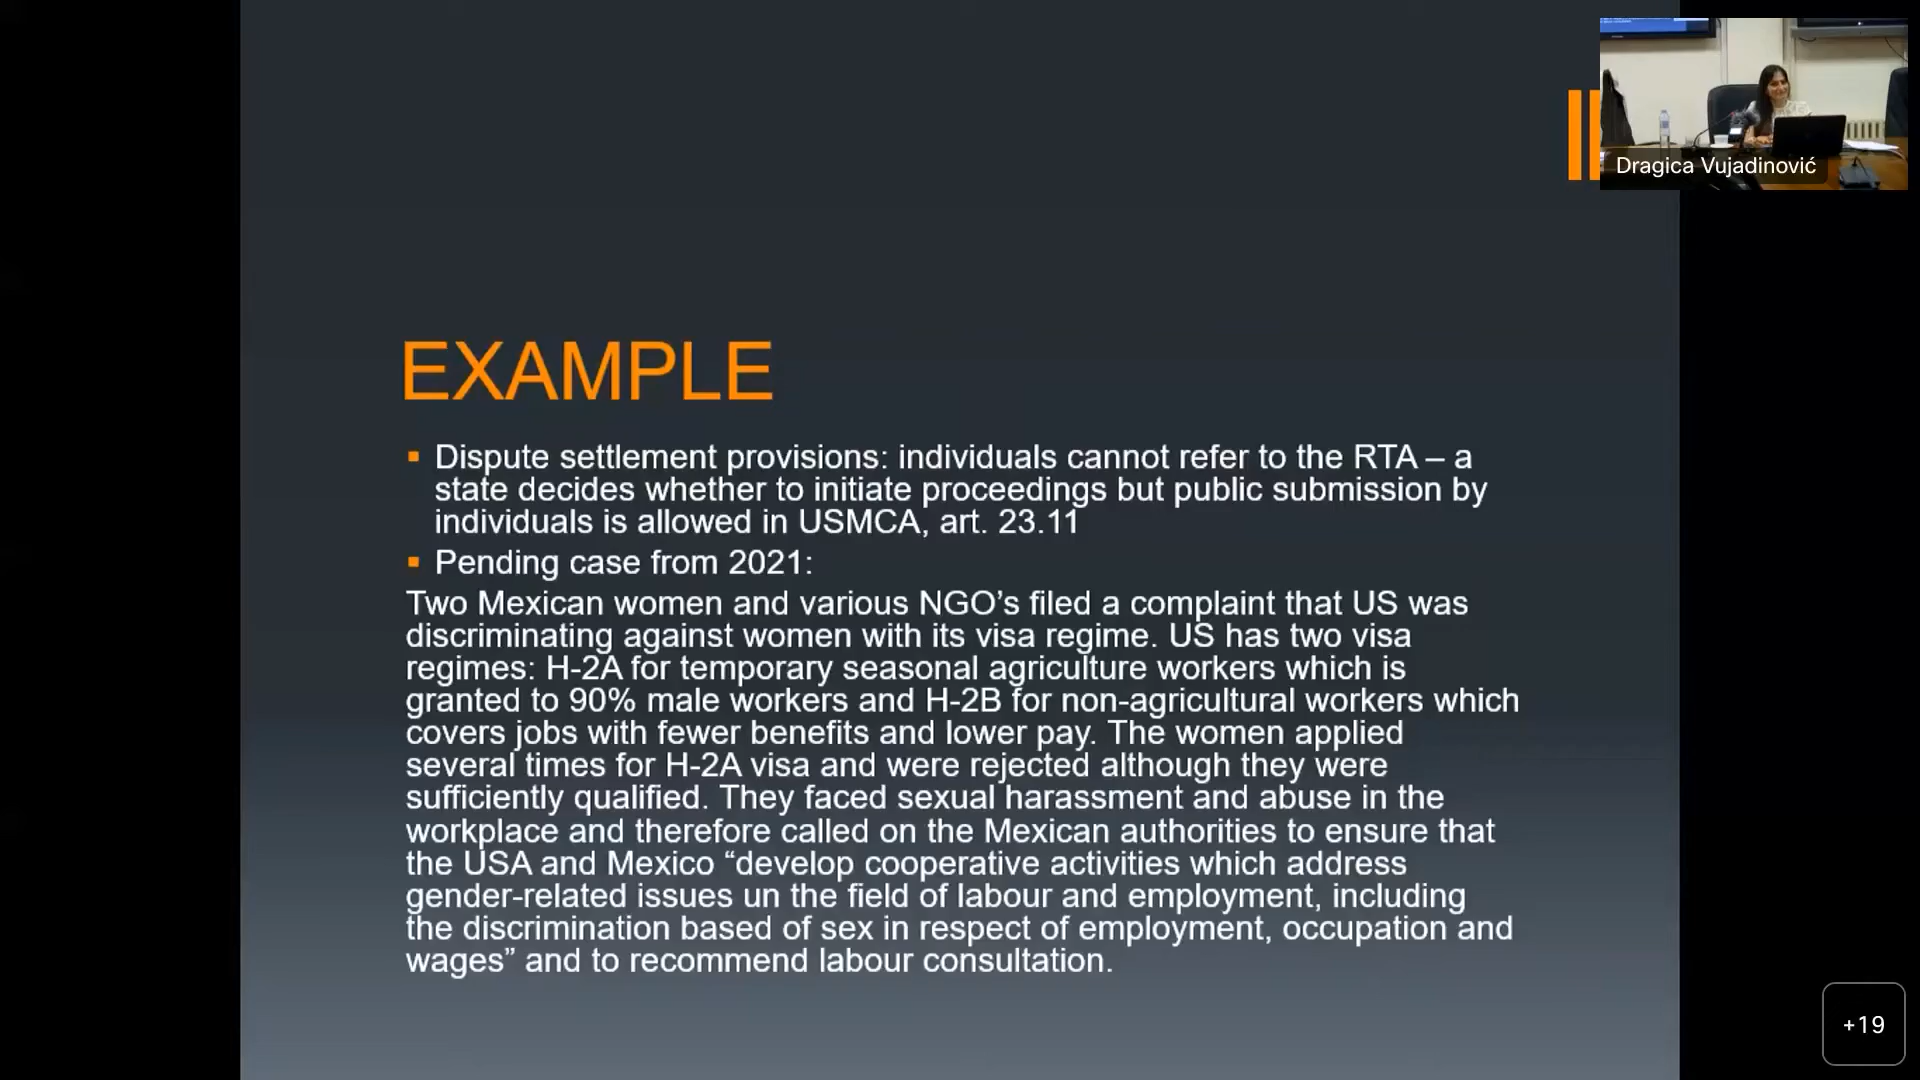 EXAMPLE
▪ Dispute settlement provisions: individuals cannot refer to the RTA – a
state decides whether to initiate proceedings but public submission by
individuals is allowed in USMCA, art. 23.11
▪ Pending case from 2021:
Two Mexican women and various NGO’s filed a complaint that US was
discriminating against women with its visa regime. US has two visa
regimes: H-2A for temporary seasonal agriculture workers which is
granted to 90% male workers and H-2B for non-agricultural workers which
covers jobs with fewer benefits and lower pay. The women applied
several times for H-2A visa and were rejected although they were
sufficiently qualified. They faced sexual harassment and abuse in the
workplace and therefore called on the Mexican authorities to ensure that
the USA and Mexico “develop cooperative activities which address
gender-related issues un the field of labour and employment, including
the discrimination based of sex in respect of employment, occupation and
wages” and to recommend labour consultation.
Dragica Vujadinović
+19